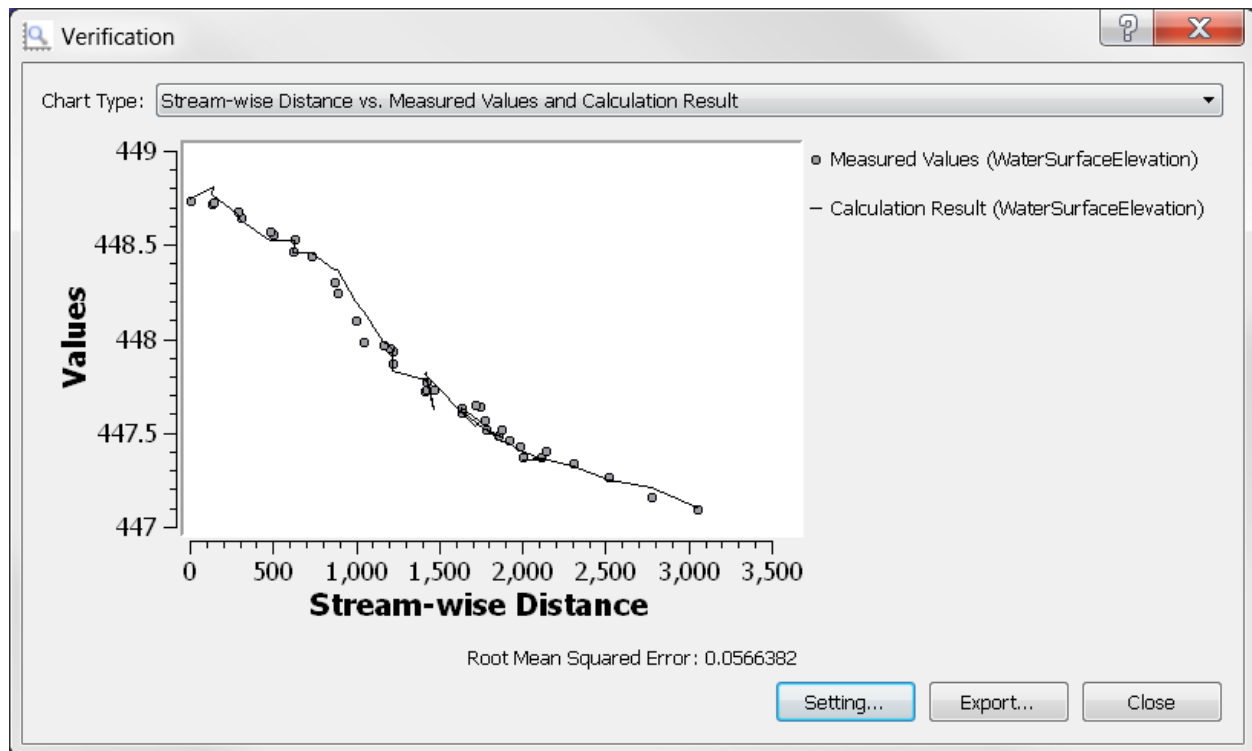 Verification
Chart Type: Stream-wise Distance vs. Measured Values and Calculation Result
Measured Values (WaterSurfaceElevation)
Calculation Result (WaterSurfaceElevation)
Values
449
448.5
448
447.5
447
0 500 1,000 1,500 2,000 2,500 3,000 3,500
Stream-wise Distance
Root Mean Squared Error: 0.0566382
Setting... Export... Close